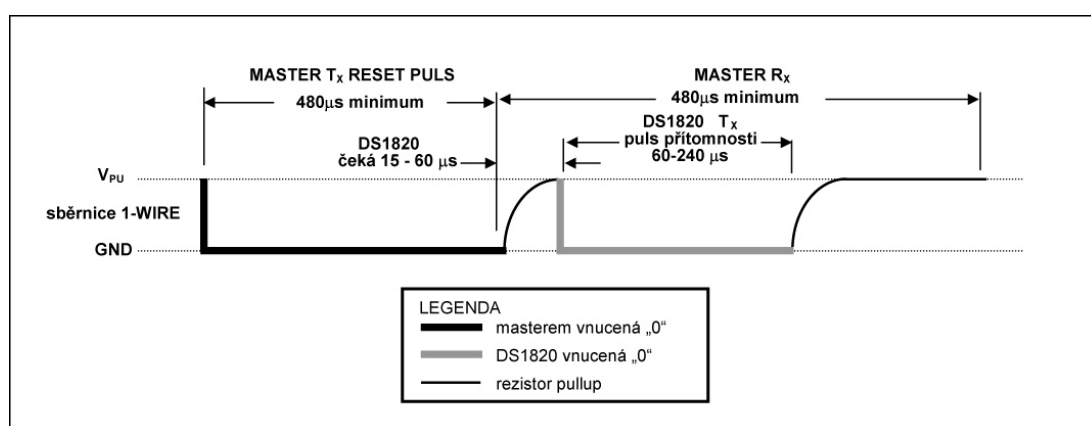 MASTER TX RESET PULS
480μs minimum
MASTER RX
480μs minimum
DS1820
čeká 15 - 60 μs
DS1820 TX
puls přítomnosti
60-240 μs
VPU
sběrnice 1-WIRE
GND
LEGENDA
masterem vnucená „0“
DS1820 vnucená „0“
rezistor pullup